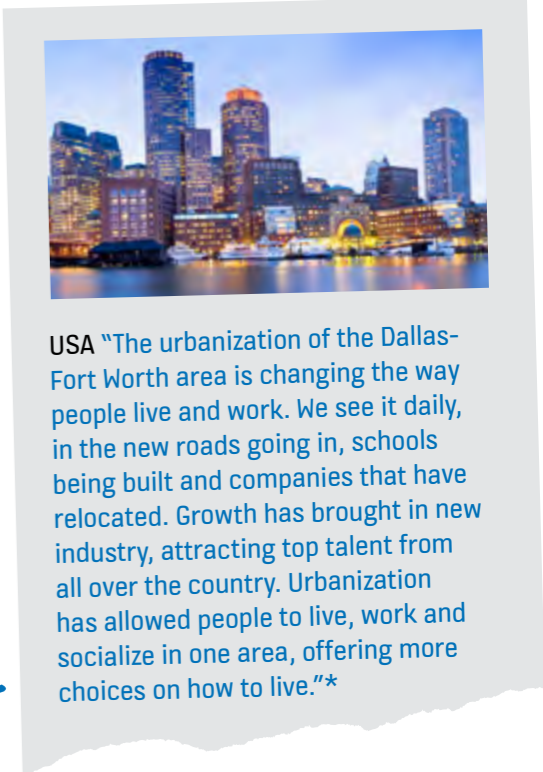 USA “The urbanization of the Dallas-
Fort Worth area is changing the way
people live and work. We see it daily,
in the new roads going in, schools
being built and companies that have
relocated. Growth has brought in new
industry, attracting top talent from
all over the country. Urbanization
has allowed people to live, work and
socialize in one area, offering more
choices on how to live.”*